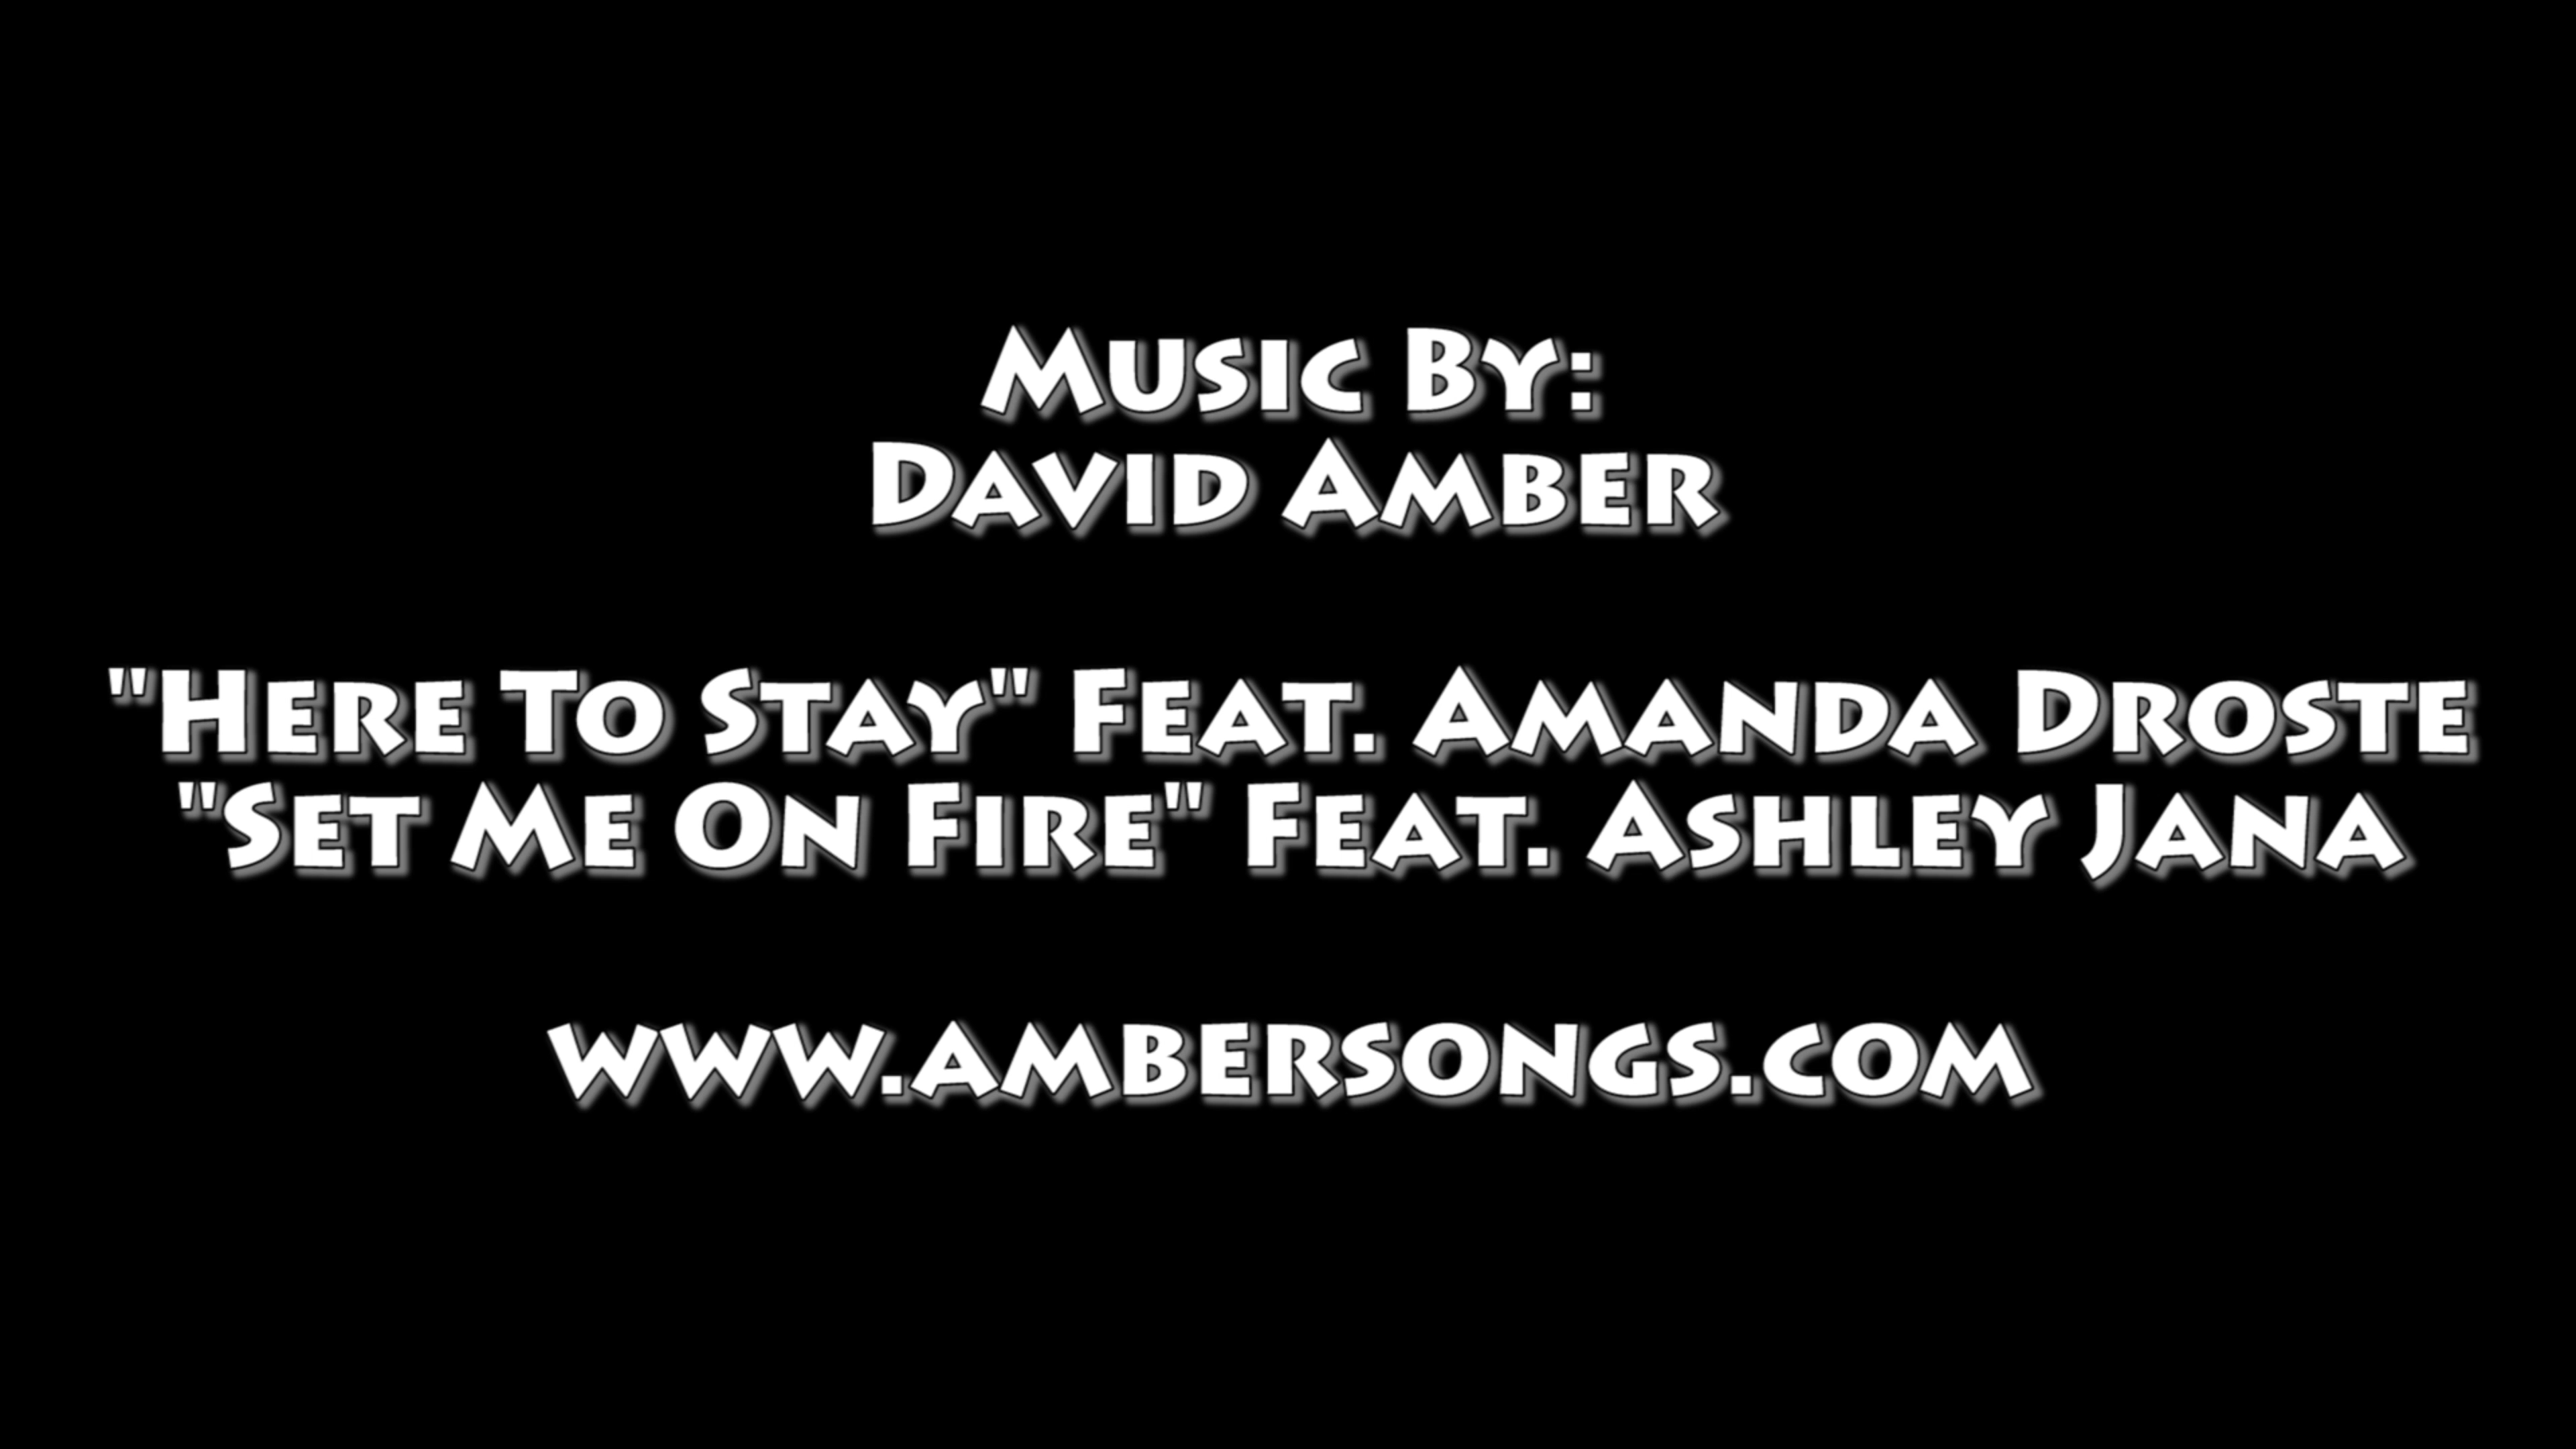 Music By:
David Amber
"Here To Stay" Feat. Amanda Droste
"Set Me On Fire" Feat. Ashley Jana
www.ambersongs.com